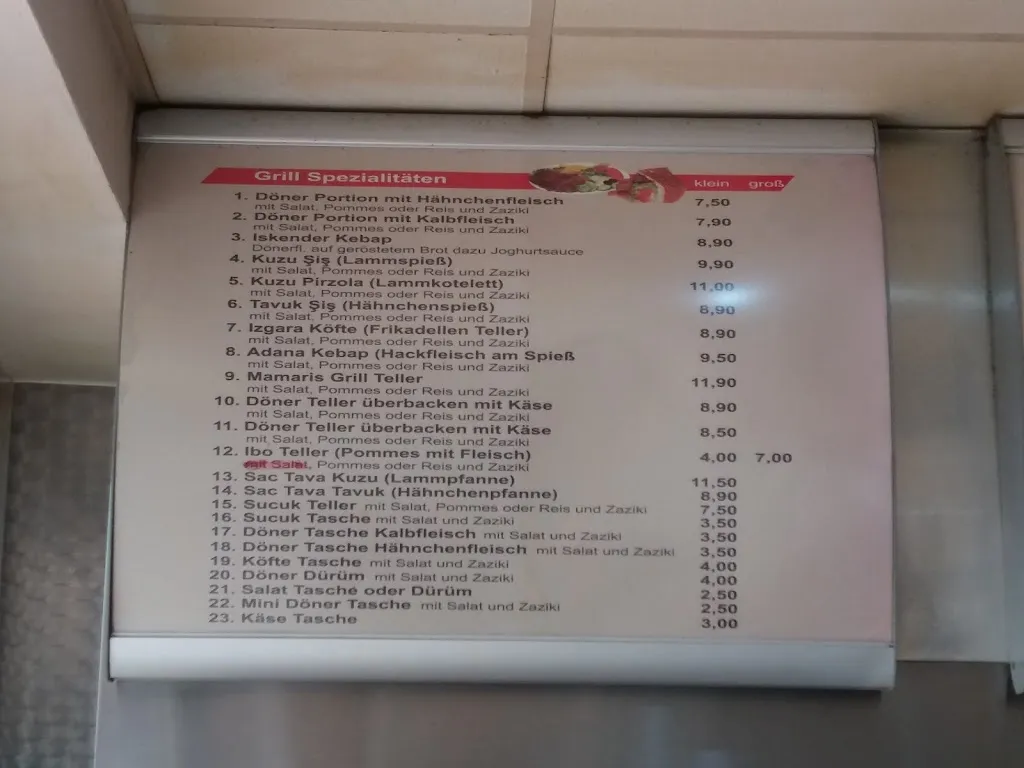 Grill Spezialitäten klein groß
1. Döner Portion mit Hähnchenfleisch 7,50
mit Salat, Pommes oder Reis und Zaziki
2. Döner Portion mit Kalbfleisch 7,90
mit Salat, Pommes oder Reis und Zaziki
3. Iskender Kebap 8,90
Dönerfl. auf geröstetem Brot dazu Joghurtsauce
4. Kuzu Şiş (Lammspieß) 9,90
mit Salat, Pommes oder Reis und Zaziki
5. Kuzu Pirzola (Lammkotelett) 11,00
mit Salat, Pommes oder Reis und Zaziki
6. Tavuk Şiş (Hähnchenspieß) 8,90
mit Salat, Pommes oder Reis und Zaziki
7. Izgara Köfte (Frikadellen Teller) 8,90
mit Salat, Pommes oder Reis und Zaziki
8. Adana Kebap (Hackfleisch am Spieß 9,50
mit Salat, Pommes oder Reis und Zaziki
9. Mamaris Grill Teller 11,90
mit Salat, Pommes oder Reis und Zaziki
10. Döner Teller überbacken mit Käse 8,90
mit Salat, Pommes oder Reis und Zaziki
11. Döner Teller überbacken mit Käse 8,50
mit Salat, Pommes oder Reis und Zaziki
12. Ibo Teller (Pommes mit Fleisch) 4,00 7,00
mit Salat, Pommes oder Reis und Zaziki
13. Sac Tava Kuzu (Lammpfanne) 11,50
14. Sac Tava Tavuk (Hähnchenpfanne) 8,90
15. Sucuk Teller mit Salat, Pommes oder Reis und Zaziki 7,50
16. Sucuk Tasche mit Salat und Zaziki 3,50
17. Döner Tasche Kalbfleisch mit Salat und Zaziki 3,50
18. Döner Tasche Hähnchenfleisch mit Salat und Zaziki 3,50
19. Köfte Tasche mit Salat und Zaziki 4,00
20. Döner Dürüm mit Salat und Zaziki 4,00
21. Salat Tasche oder Dürüm 2,50
22. Mini Döner Tasche mit Salat und Zaziki 2,50
23. Käse Tasche 3,00